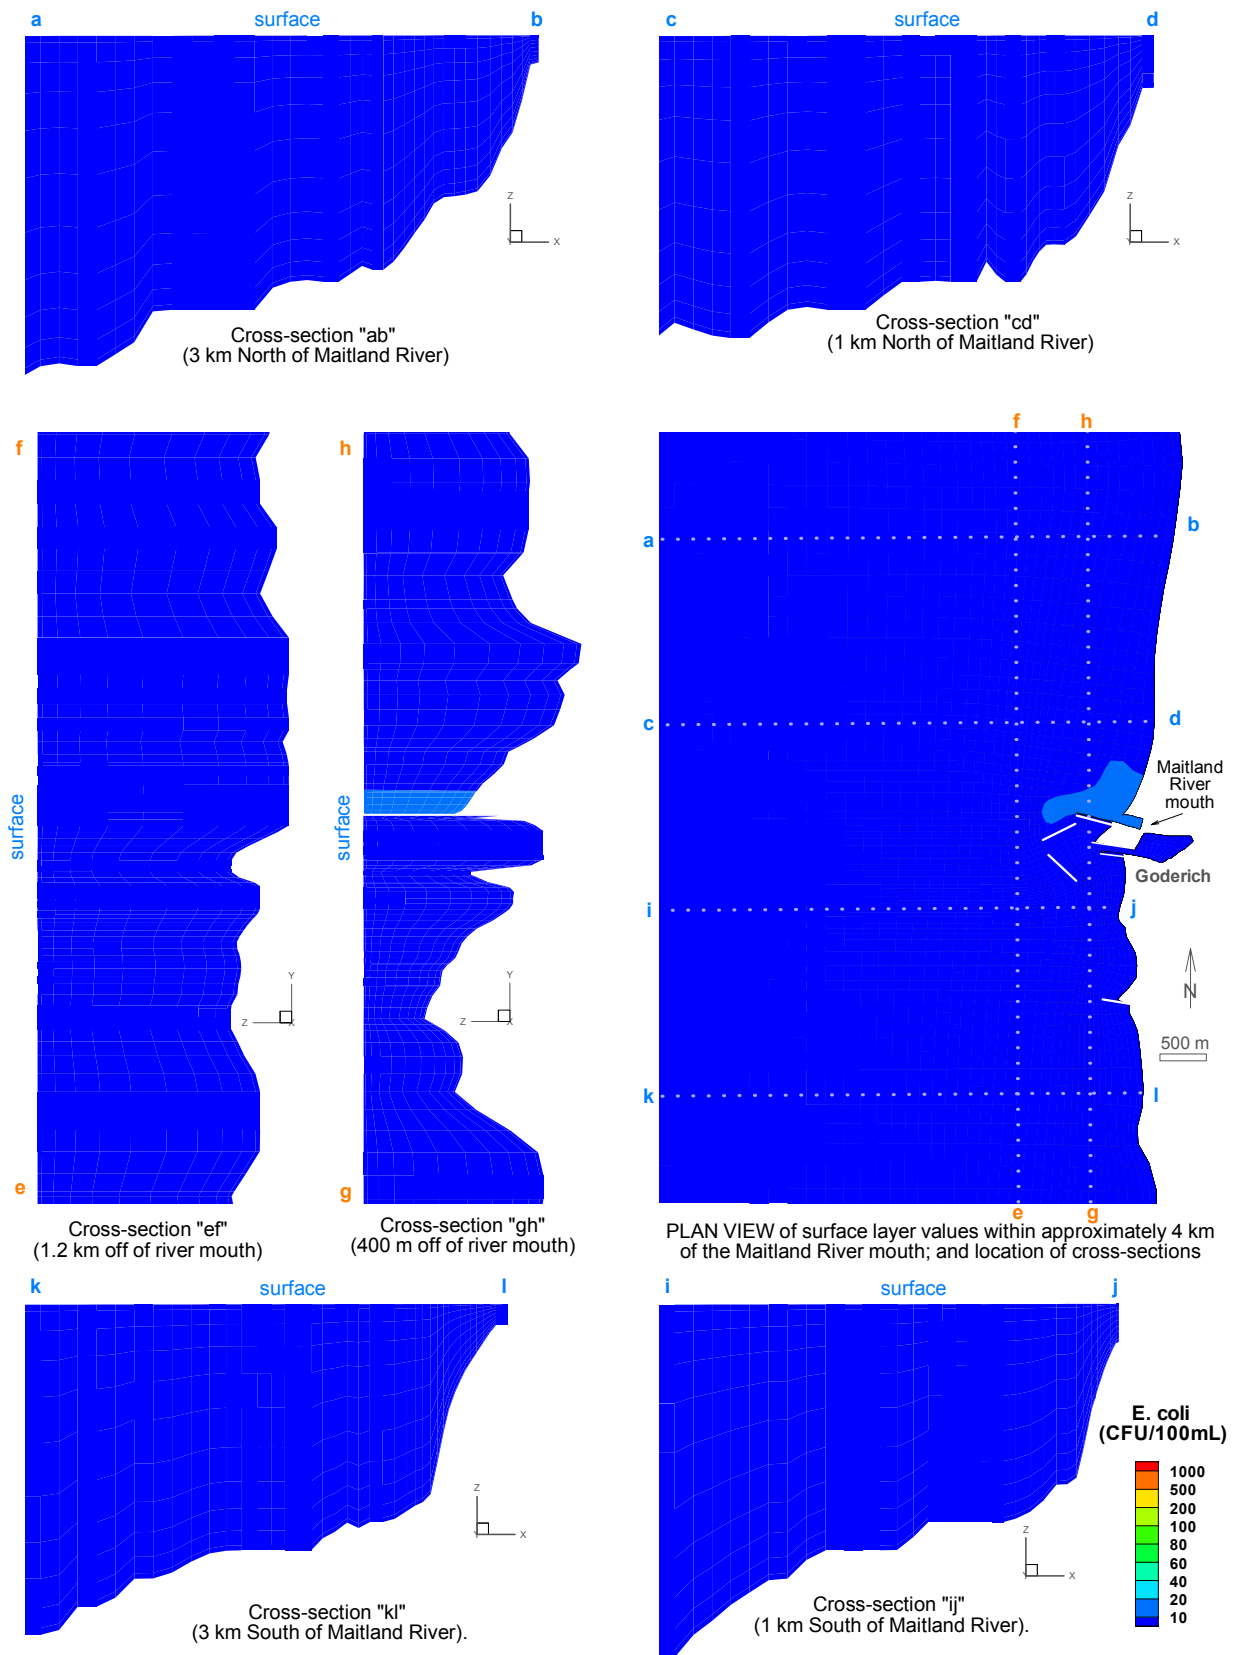 a surface b
c surface d
Z
X
Y
Z
X
Y
Cross-section "ab"
(3 km North of Maitland River)
Cross-section "cd"
(1 km North of Maitland River)
f
h
f h
a
b
c
d
Maitland
River
mouth
surface
surface
Goderich
i
j
Y
Z
X
Y
Z
X
N
500 m
k
l
e
g
e g
Cross-section "ef"
(1.2 km off of river mouth)
Cross-section "gh"
(400 m off of river mouth)
PLAN VIEW of surface layer values within approximately 4 km
of the Maitland River mouth; and location of cross-sections
k surface l
i surface j
Z
X
Y
Z
X
Y
Cross-section "kl"
(3 km South of Maitland River).
Cross-section "ij"
(1 km South of Maitland River).
E. coli
(CFU/100mL)
1000
500
200
100
80
60
40
20
10